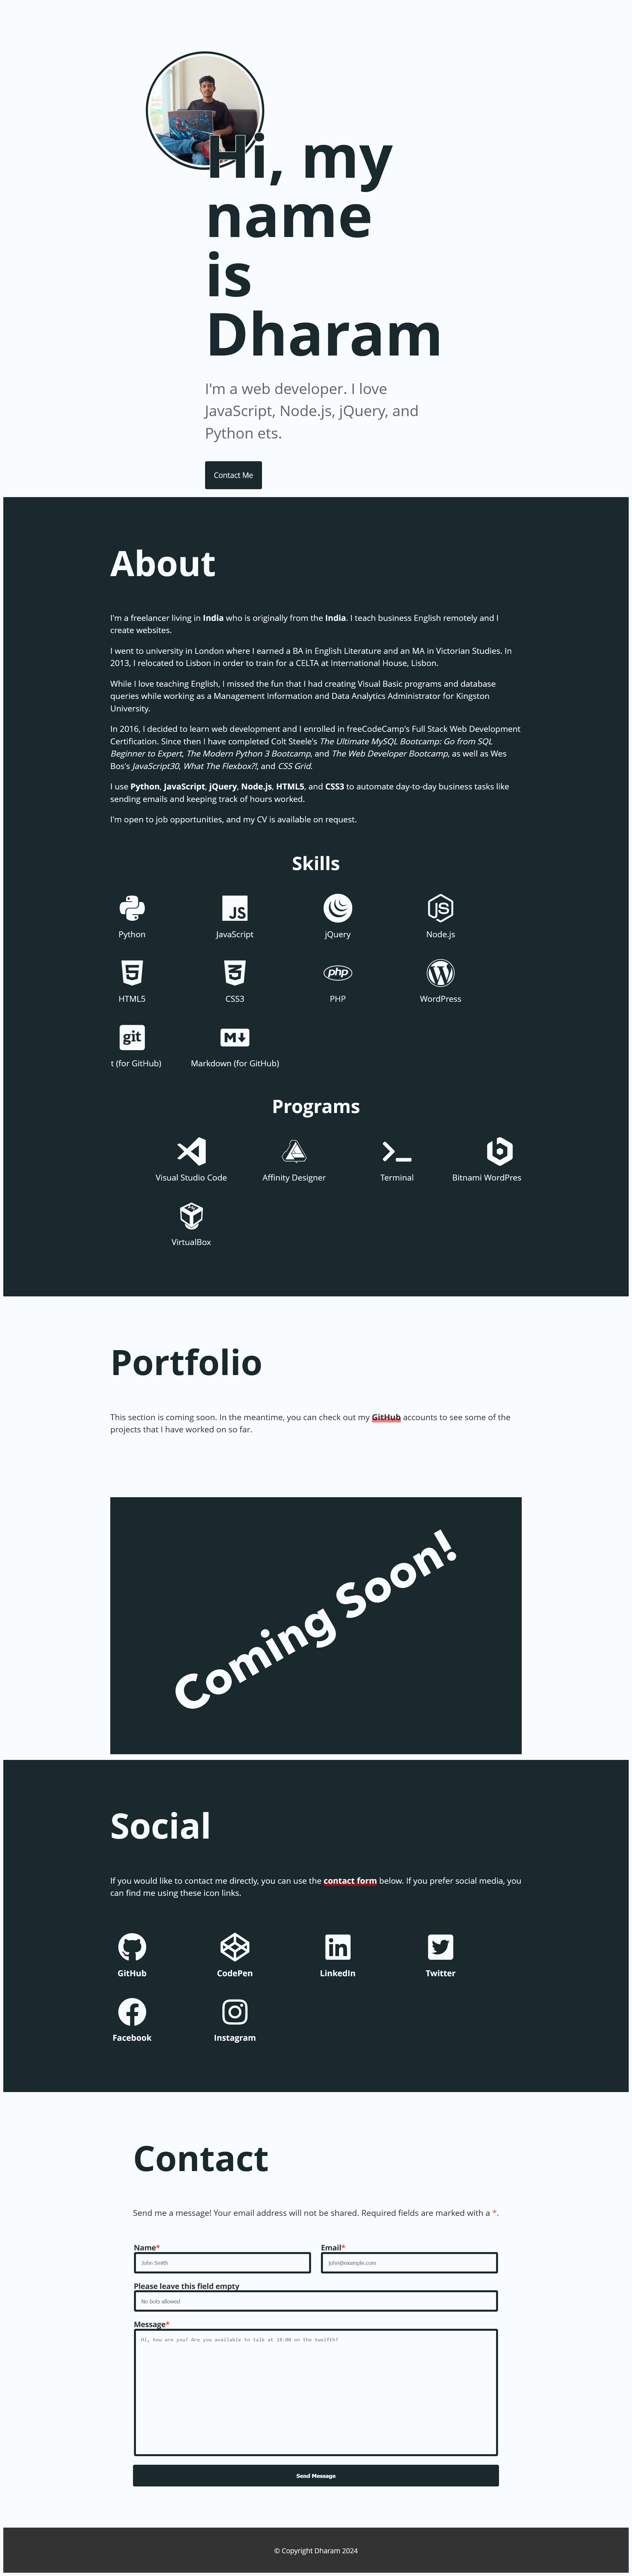 Hi, my
name
is
Dharam
I'm a web developer. I love
JavaScript, Node.js, jQuery, and
Python ets.
Contact Me
About
I'm a freelancer living in India who is originally from the India. I teach business English remotely and I
create websites.
I went to university in London where I earned a BA in English Literature and an MA in Victorian Studies. In
2013, I relocated to Lisbon in order to train for a CELTA at International House, Lisbon.
While I love teaching English, I missed the fun that I had creating Visual Basic programs and database
queries while working as a Management Information and Data Analytics Administrator for Kingston
University.
In 2016, I decided to learn web development and I enrolled in freeCodeCamp's Full Stack Web Development
Certification. Since then I have completed Colt Steele's The Ultimate MySQL Bootcamp: Go from SQL
Beginner to Expert, The Modern Python 3 Bootcamp, and The Web Developer Bootcamp, as well as Wes
Bos's JavaScript30, What The Flexbox?!, and CSS Grid.
I use Python, JavaScript, jQuery, Node.js, HTML5, and CSS3 to automate day-to-day business tasks like
sending emails and keeping track of hours worked.
I'm open to job opportunities, and my CV is available on request.
Skills
JS JS
Python JavaScript jQuery Node.js
5 3 php W
HTML5 CSS3 PHP WordPress
git M
t (for GitHub) Markdown (for GitHub)
Programs
Visual Studio Code Affinity Designer Terminal Bitnami WordPres
VirtualBox
Portfolio
This section is coming soon. In the meantime, you can check out my GitHub accounts to see some of the
projects that I have worked on so far.
Coming Soon!
Social
If you would like to contact me directly, you can use the contact form below. If you prefer social media, you
can find me using these icon links.
in
GitHub CodePen LinkedIn Twitter
Facebook Instagram
Contact
Send me a message! Your email address will not be shared. Required fields are marked with a *.
Name* Email*
John Smith John@example.com
Please leave this field empty
No bots allowed
Message*
Hi, how are you? Are you available to talk at 18:00 on the twelfth?
Send Message
© Copyright Dharam 2024